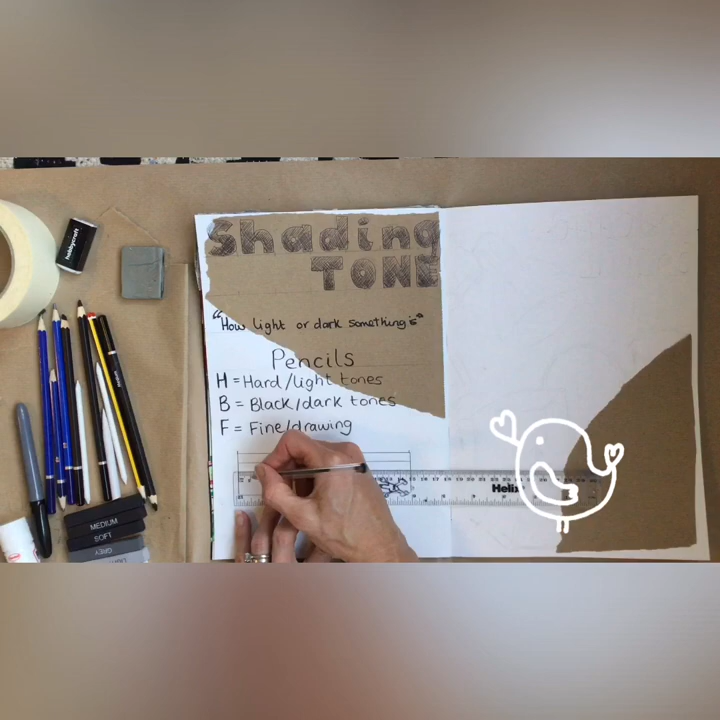 Shading
TONE
"How light or dark something is"
Pencils
H = Hard/light tones
B = Black/dark tones
F = Fine/drawing
Helix
hobbycraft
MEDIUM
SOFT
GREY